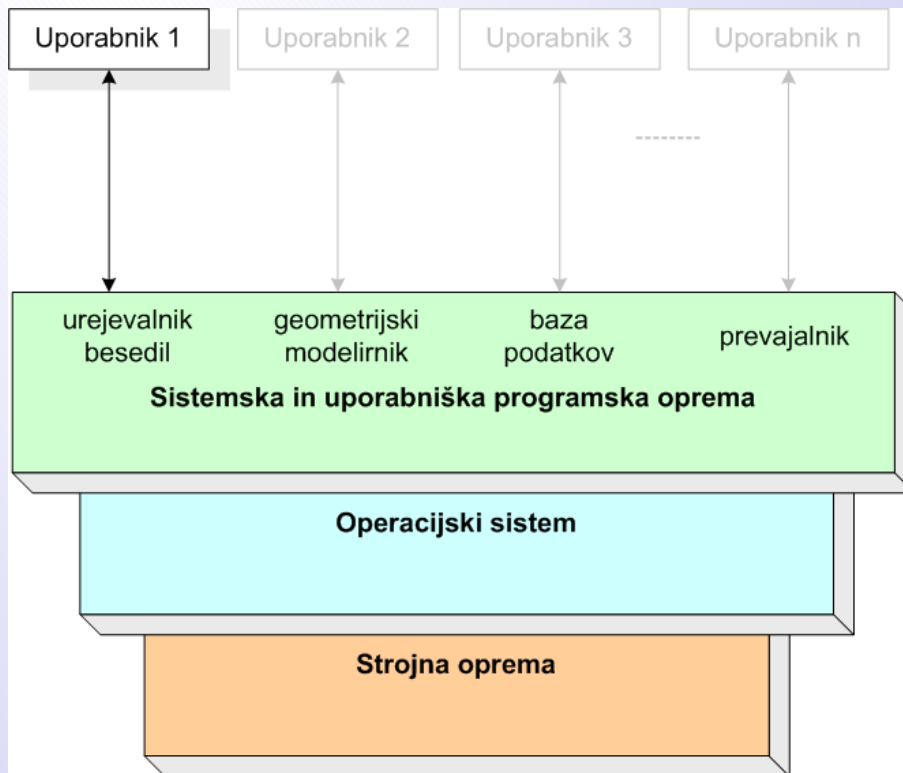 Uporabnik 1
Uporabnik 2
Uporabnik 3
Uporabnik n
urejevalnik
besedil
geometrijski
modelirnik
baza
podatkov
prevajalnik
Sistemska in uporabniška programska oprema
Operacijski sistem
Strojna oprema